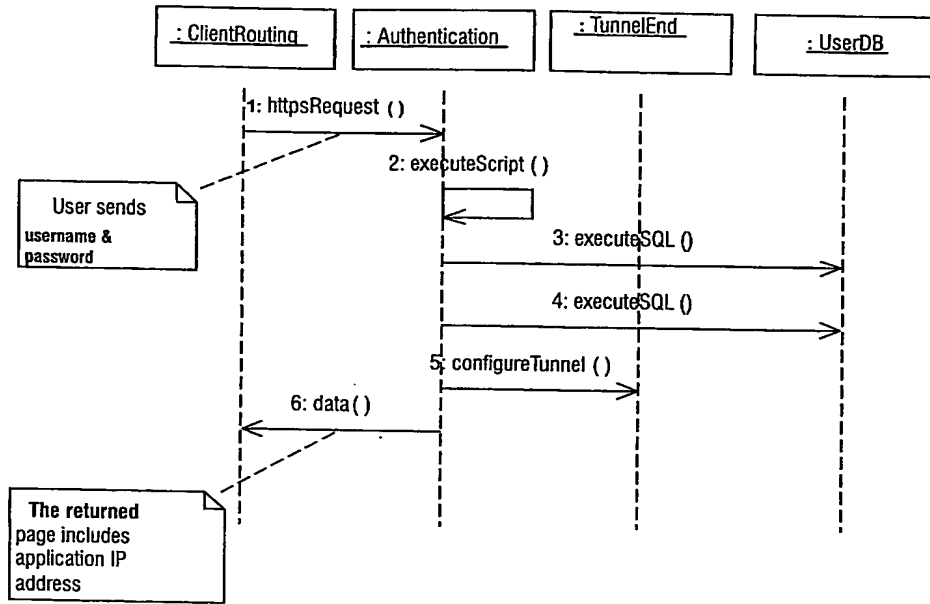 : ClientRouting
: Authentication
: TunnelEnd
: UserDB
1: httpsRequest ( )
2: executeScript ( )
User sends
username &
password
3: executeSQL ()
4: executeSQL ()
5: configureTunnel ( )
6: data( )
The returned
page includes
application IP
address